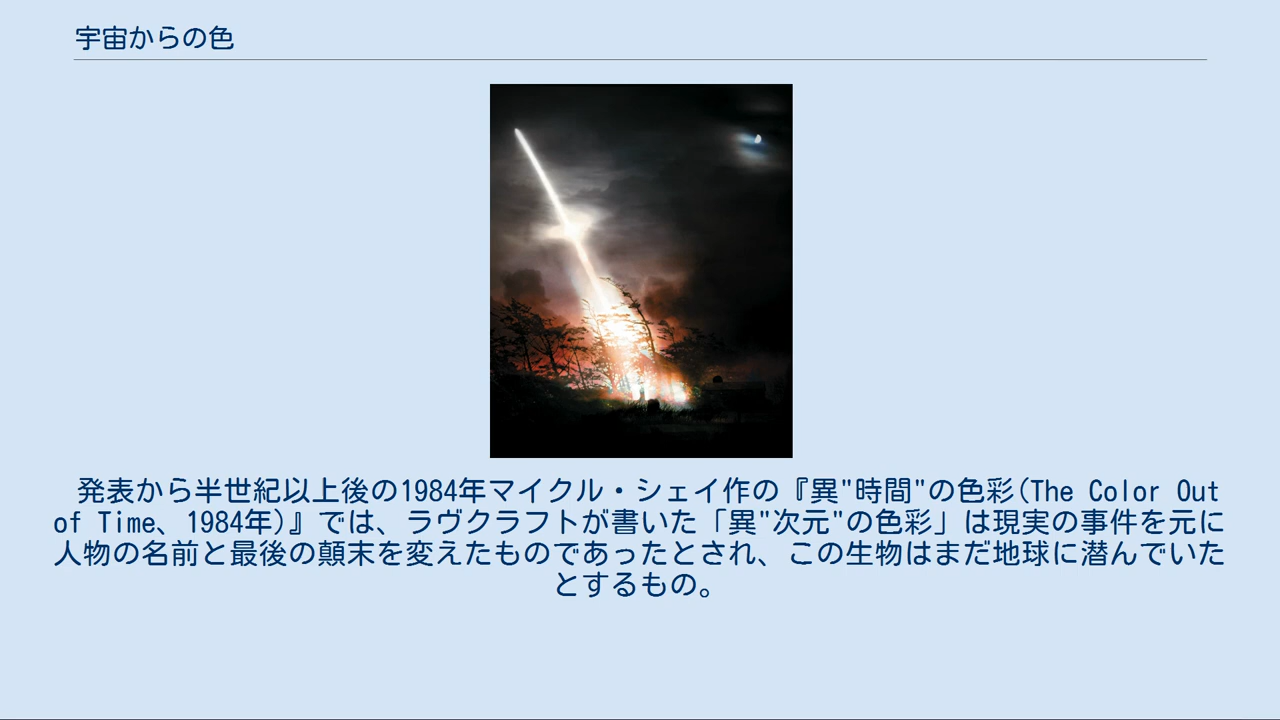 宇宙からの色
発表から半世紀以上後の1984年マイクル・シェイ作の『異"時間"の色彩(The Color Out
of Time、1984年)』では、ラヴクラフトが書いた「異"次元"の色彩」は現実の事件を元に
人物の名前と最後の顛末を変えたものであったとされ、この生物はまだ地球に潜んでいた
とするもの。